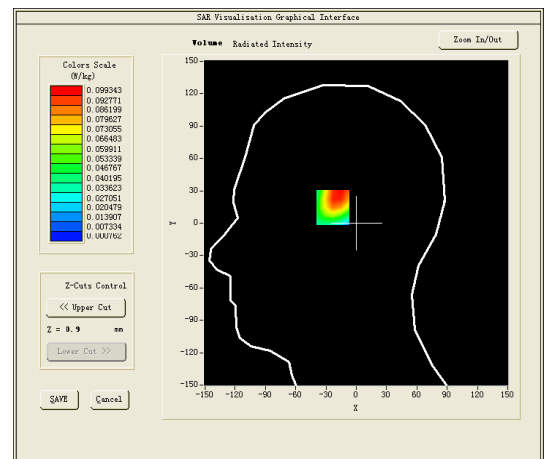 SAR Visualisation Graphical Interface
Volume Radiated Intensity
Zoom In/Out
Colors Scale
(W/kg)
0.099343
0.092771
0.086199
0.079627
0.073055
0.066483
0.059911
0.053339
0.046767
0.040195
0.033623
0.027051
0.020479
0.013907
0.007334
0.000762
Z-Cuts Control
<< Upper Cut
Z = 0.9 mm
Lower Cut >>
SAVE
Cancel
150
120
90
60
30
0
-30
-60
-90
-120
-150
Y
-150 -120 -90 -60 -30 0 30 60 90 120 150
X